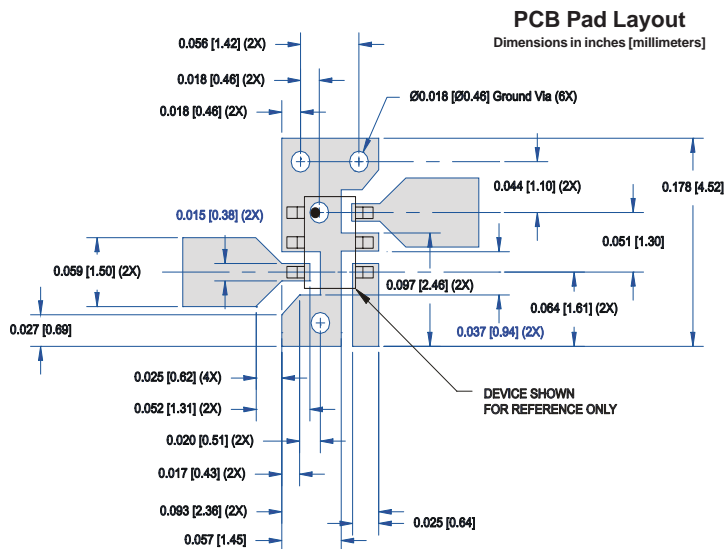 PCB Pad Layout
Dimensions in inches [millimeters]
0.056 [1.42] (2X)
0.018 [0.46] (2X)
0.018 [0.46] (2X)
Ø0.018 [Ø0.46] Ground Via (6X)
0.044 [1.10] (2X)
0.178 [4.52]
0.015 [0.38] (2X)
0.051 [1.30]
0.059 [1.50] (2X)
0.097 [2.46] (2X)
0.064 [1.61] (2X)
0.027 [0.69]
0.037 [0.94] (2X)
0.025 [0.62] (4X)
DEVICE SHOWN
FOR REFERENCE ONLY
0.052 [1.31] (2X)
0.020 [0.51] (2X)
0.017 [0.43] (2X)
0.093 [2.36] (2X)
0.025 [0.64]
0.057 [1.45]